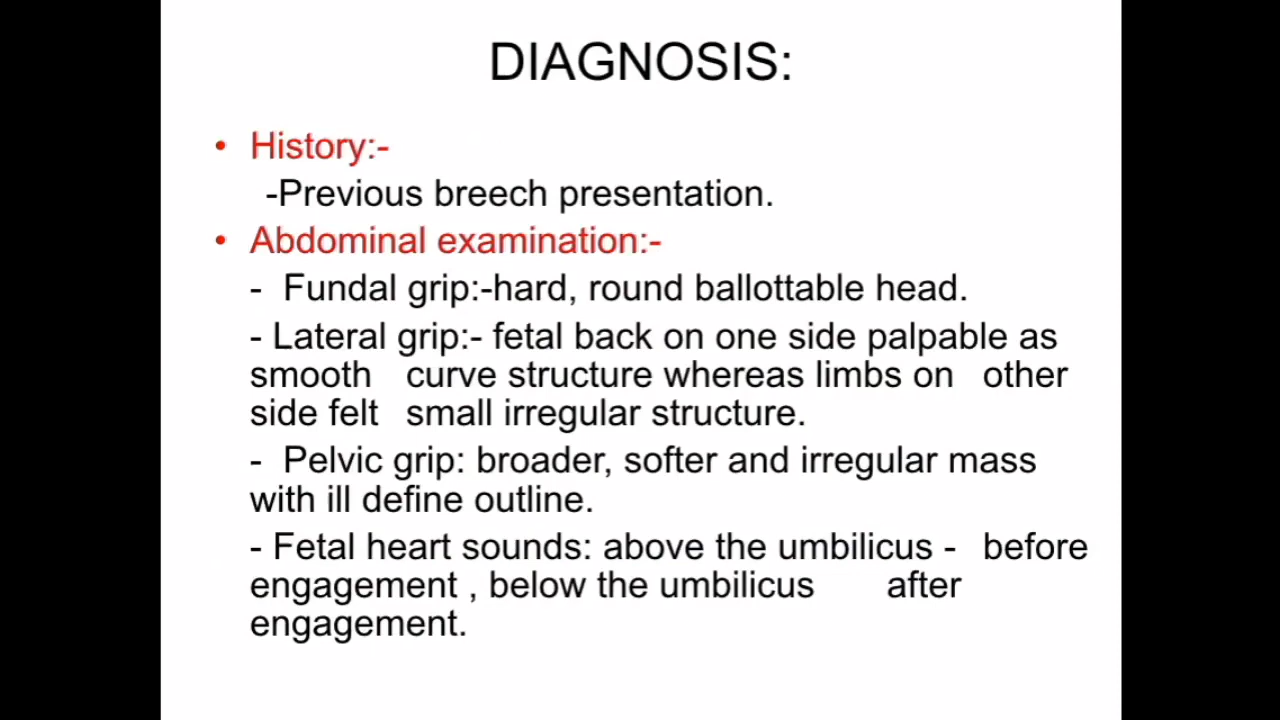 DIAGNOSIS:
• History:-
-Previous breech presentation.
• Abdominal examination:-
- Fundal grip:-hard, round ballottable head.
- Lateral grip:- fetal back on one side palpable as
smooth curve structure whereas limbs on other
side felt small irregular structure.
- Pelvic grip: broader, softer and irregular mass
with ill define outline.
- Fetal heart sounds: above the umbilicus - before
engagement , below the umbilicus after
engagement.